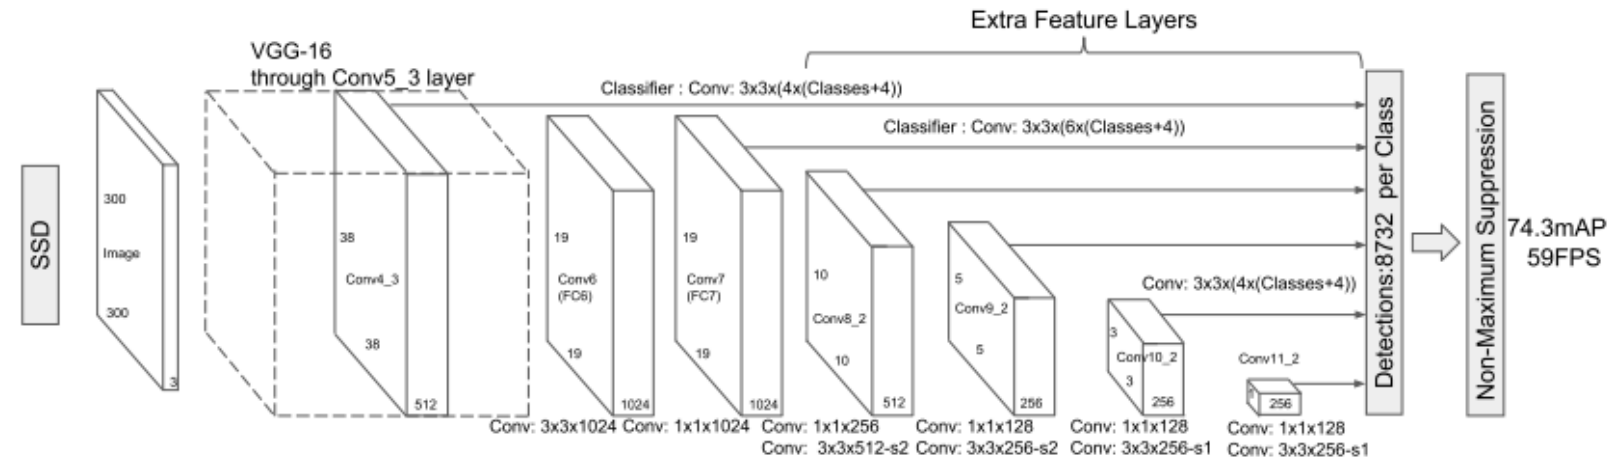 Extra Feature Layers
VGG-16
through Conv5_3 layer
Classifier : Conv: 3x3x(4x(Classes+4))
Classifier : Conv: 3x3x(6x(Classes+4))
SSD
300
Image
300
3
38
Conv4_3
38
512
19
Conv6
(FC6)
19
1024
19
Conv7
(FC7)
19
1024
10
Conv8_2
10
512
5
Conv9_2
5
256
Conv: 3x3x(4x(Classes+4))
3
Conv10_2
3
256
Conv11_2
256
Conv: 3x3x1024
Conv: 1x1x1024
Conv: 1x1x256
Conv: 3x3x512-s2
Conv: 1x1x128
Conv: 3x3x256-s2
Conv: 1x1x128
Conv: 3x3x256-s1
Conv: 1x1x128
Conv: 3x3x256-s1
Detections:8732 per Class
Non-Maximum Suppression
74.3mAP
59FPS